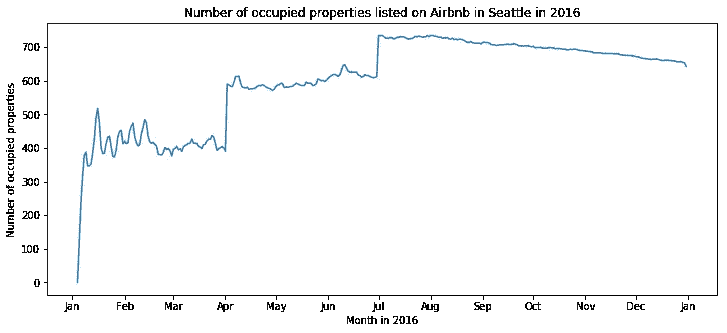 Number of occupied properties listed on Airbnb in Seattle in 2016
Number of occupied properties
700
600
500
400
300
200
100
0
Jan Feb Mar Apr May Jun Jul Aug Sep Oct Nov Dec Jan
Month in 2016